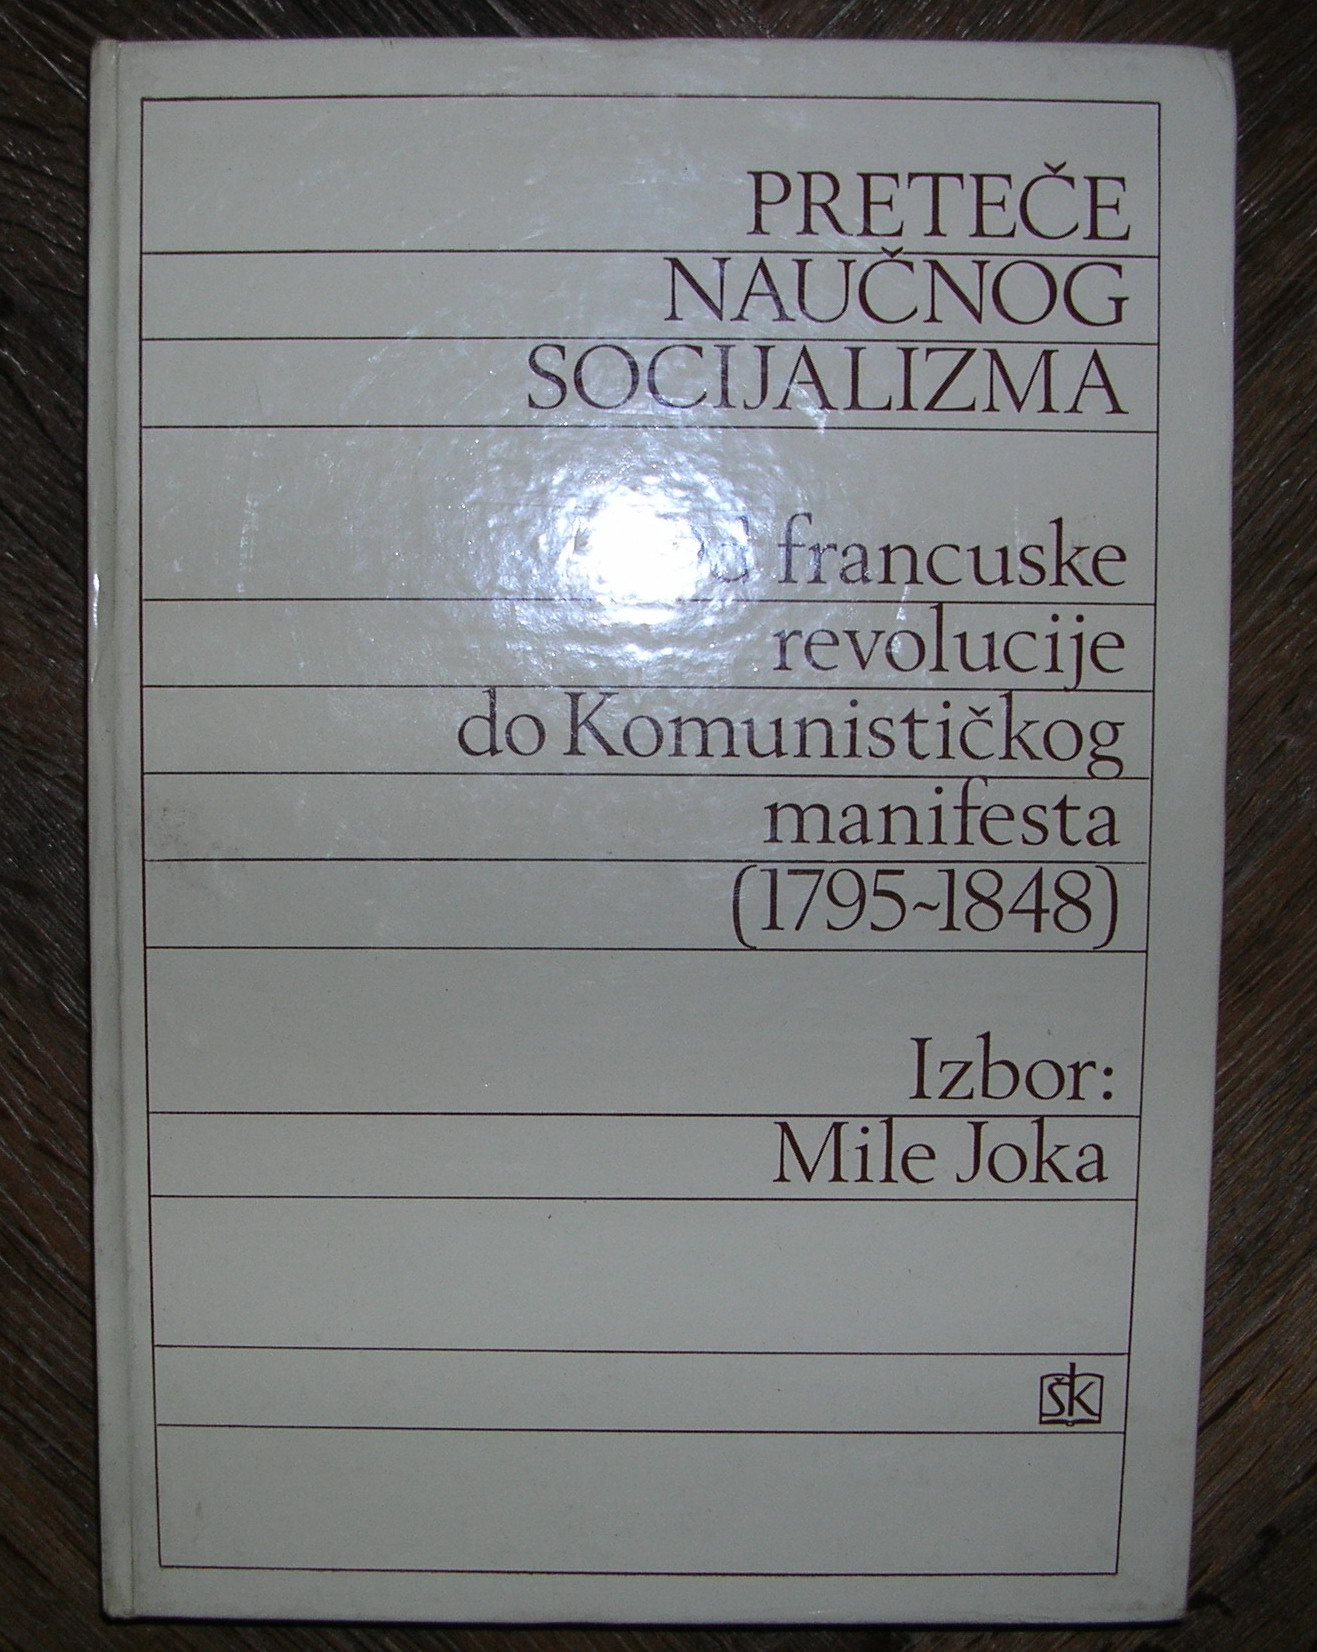 PRETEČE
NAUČNOG
SOCIJALIZMA
francuske
revolucije
do Komunističkog
manifesta
(1795~1848)
Izbor:
Mile Joka
šk